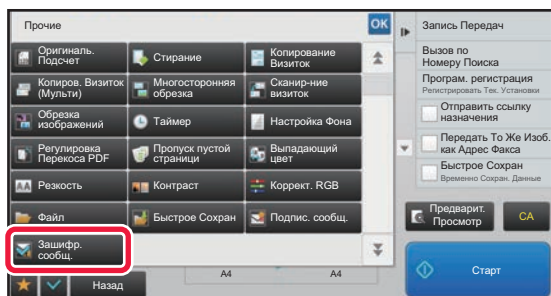 Прочие
OK
Оригиналь.
Подсчет
Стирание
Копирование
Визиток
Копиров. Визиток
(Мульти)
Многосторонняя
обрезка
Сканир-ние
визиток
Обрезка
изображений
Таймер
Настройка Фона
Регулировка
Перекоса PDF
Пропуск пустой
страници
Выпадающий
цвет
Резкость
Контраст
Коррект. RGB
Файл
Быстрое Сохран
Подпис. сообщ.
Зашифр.
сообщ.
Назад
A4
A4
Запись Передач
Вызов по
Номеру Поиска
Програм. регистрация
Регистрировать Тек. Установки
Отправить ссылку
назначения
Передать То Же Изоб.
как Адрес Факса
Быстрое Сохран
Временно Сохран. Данные
Предварит.
Просмотр
CA
Старт